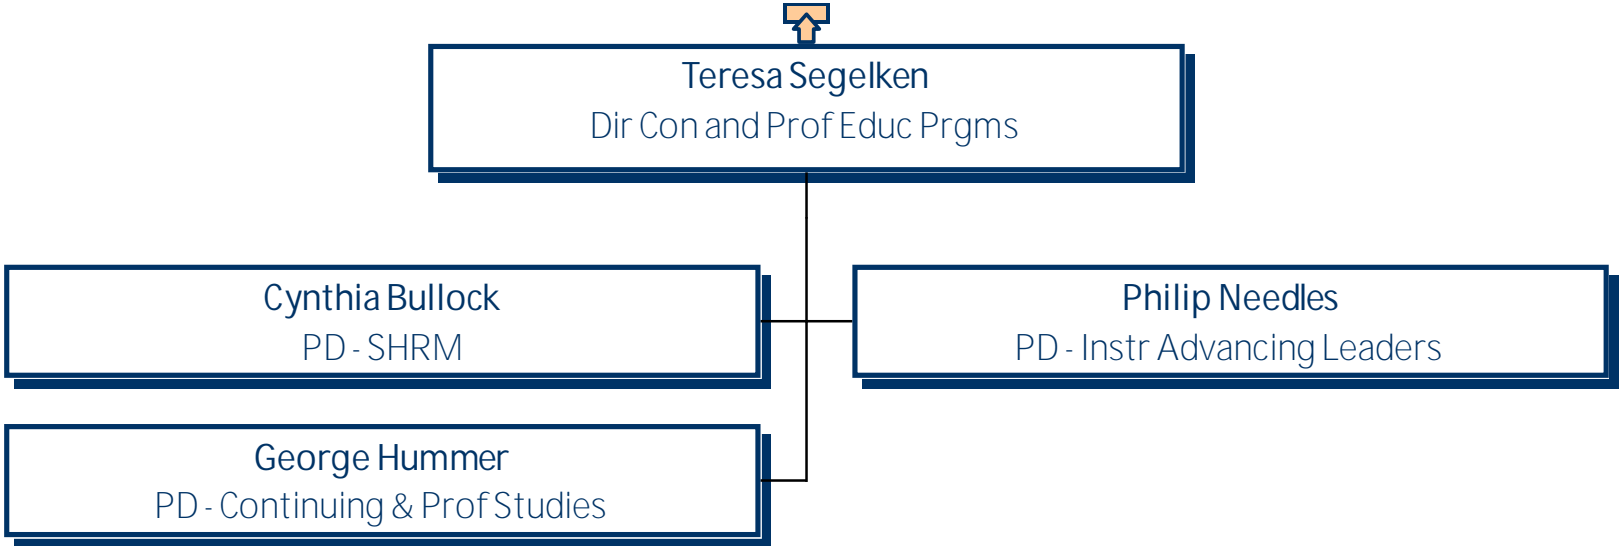 Teresa Segelken
Dir Con and Prof Educ Prgms
Cynthia Bullock
PD - SHRM
Philip Needles
PD - Instr Advancing Leaders
George Hummer
PD - Continuing & Prof Studies